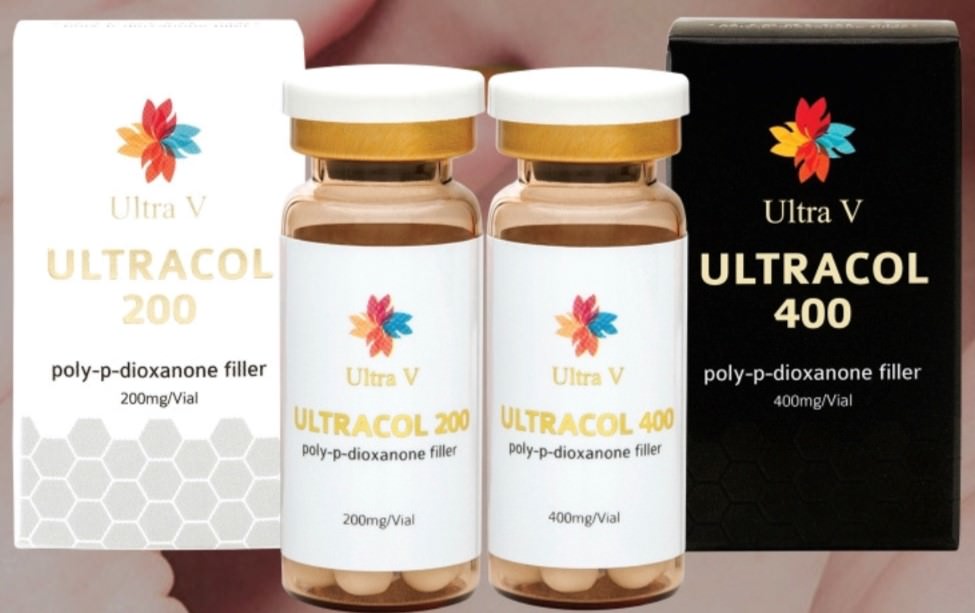 Ultra V
ULTRACOL
200
poly-p-dioxanone filler
200mg/Vial
Ultra V
ULTRACOL 200
poly-p-dioxanone filler
200mg/Vial
Ultra V
ULTRACOL 400
poly-p-dioxanone filler
400mg/Vial
Ultra V
ULTRACOL
400
poly-p-dioxanone filler
400mg/Vial